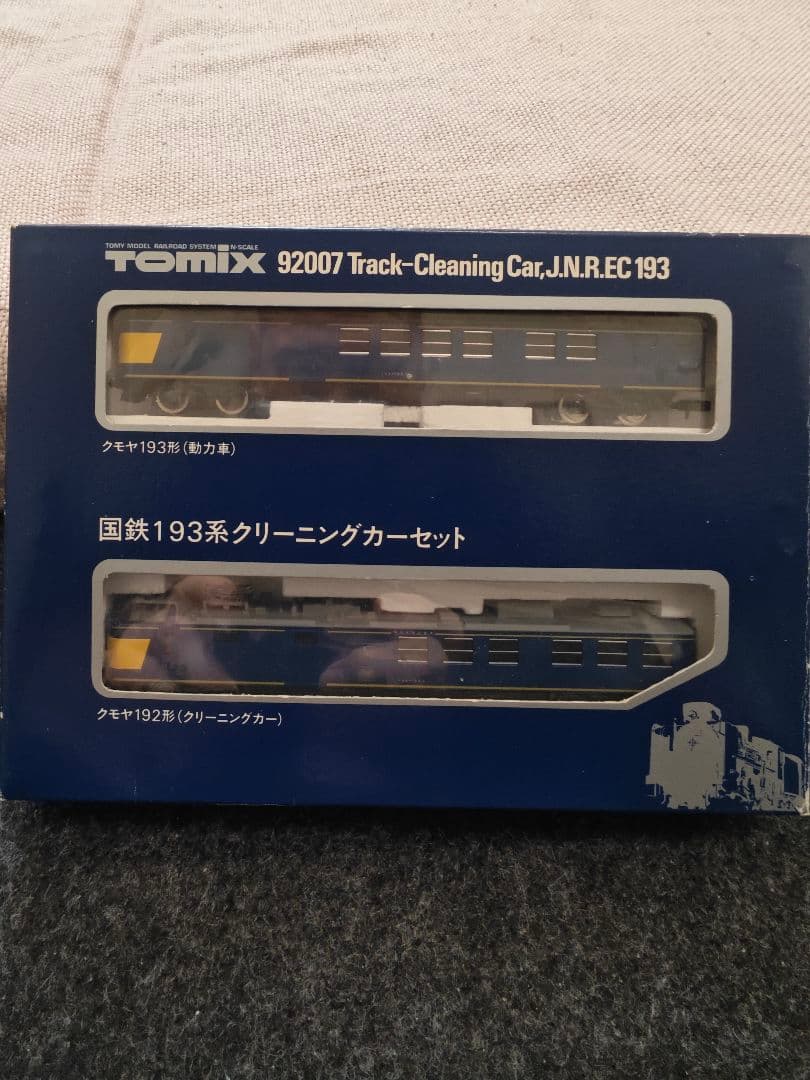 TOMY MODEL RAILROAD SYSTEM N-SCALE
TOMIX 92007 Track-Cleaning Car,J.N.R.EC 193
クモヤ193形(動力車)
国鉄193系クリーニングカーセット
クモヤ192形(クリーニングカー)